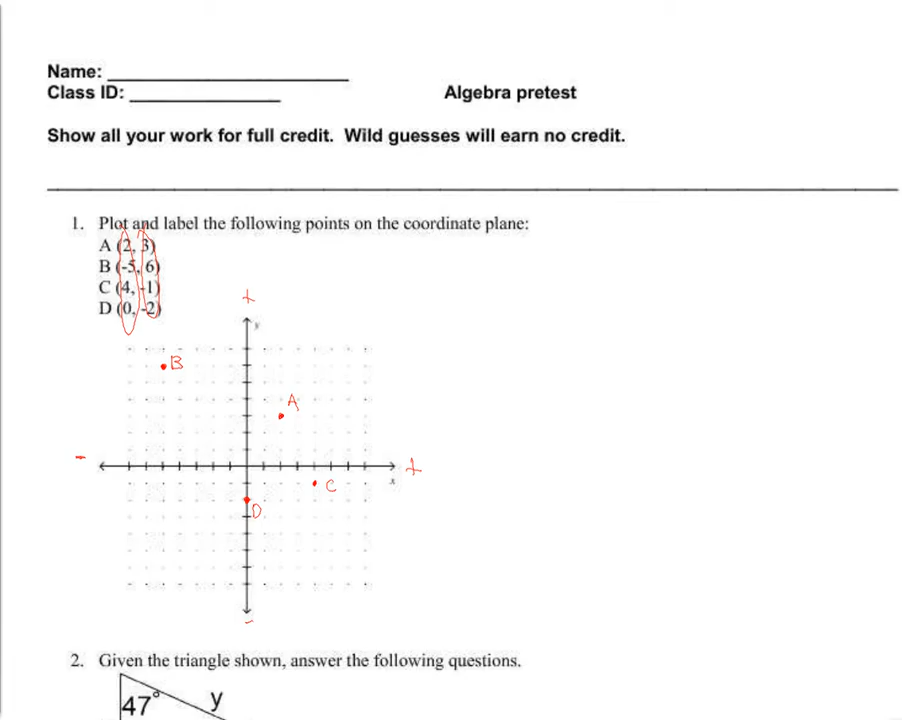 Name: ____________________
Class ID: ____________
Algebra pretest
Show all your work for full credit. Wild guesses will earn no credit.
1. Plot and label the following points on the coordinate plane:
A (2, 3)
B (-5, 6)
C (4, -1)
D (0, -2)
+
y
B
A
-
+
x
C
D
-
2. Given the triangle shown, answer the following questions.
47° y